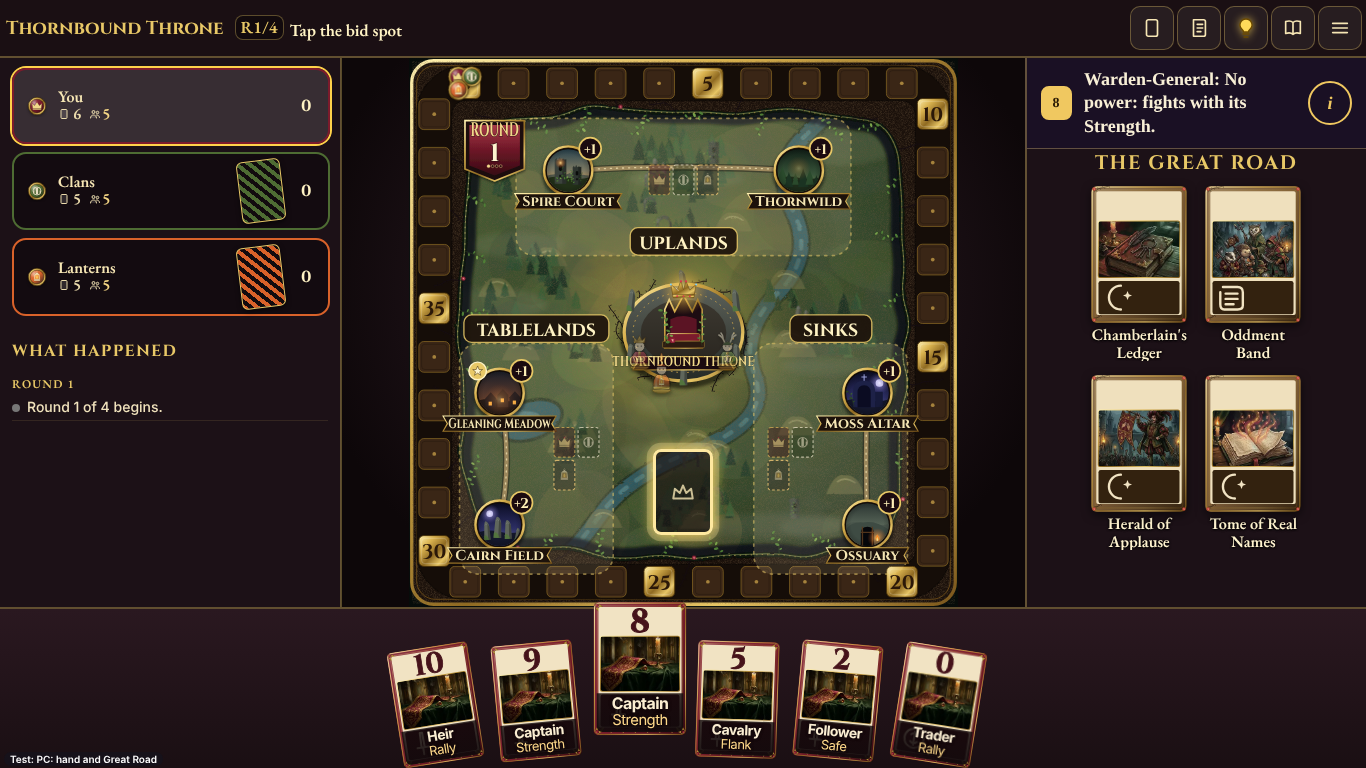 THORNBOUND THRONE R1/4 Tap the bid spot
You
6 5
0
Clans
5 5
0
Lanterns
5 5
0
WHAT HAPPENED
ROUND 1
Round 1 of 4 begins.
5
10
15
20
25
30
35
ROUND
1
+1
SPIRE COURT
+1
THORNWILD
UPLANDS
TABLELANDS
SINKS
THORNBOUND THRONE
+1
GLEANING MEADOW
+1
MOSS ALTAR
+2
CAIRN FIELD
+1
OSSUARY
8
Warden-General: No
power: fights with its
Strength.
i
THE GREAT ROAD
Chamberlain's
Ledger
Oddment
Band
Herald of
Applause
Tome of Real
Names
10
Heir
Rally
9
Captain
Strength
8
Captain
Strength
5
Cavalry
Flank
2
Follower
Safe
0
Trader
Rally
Test: PC: hand and Great Road